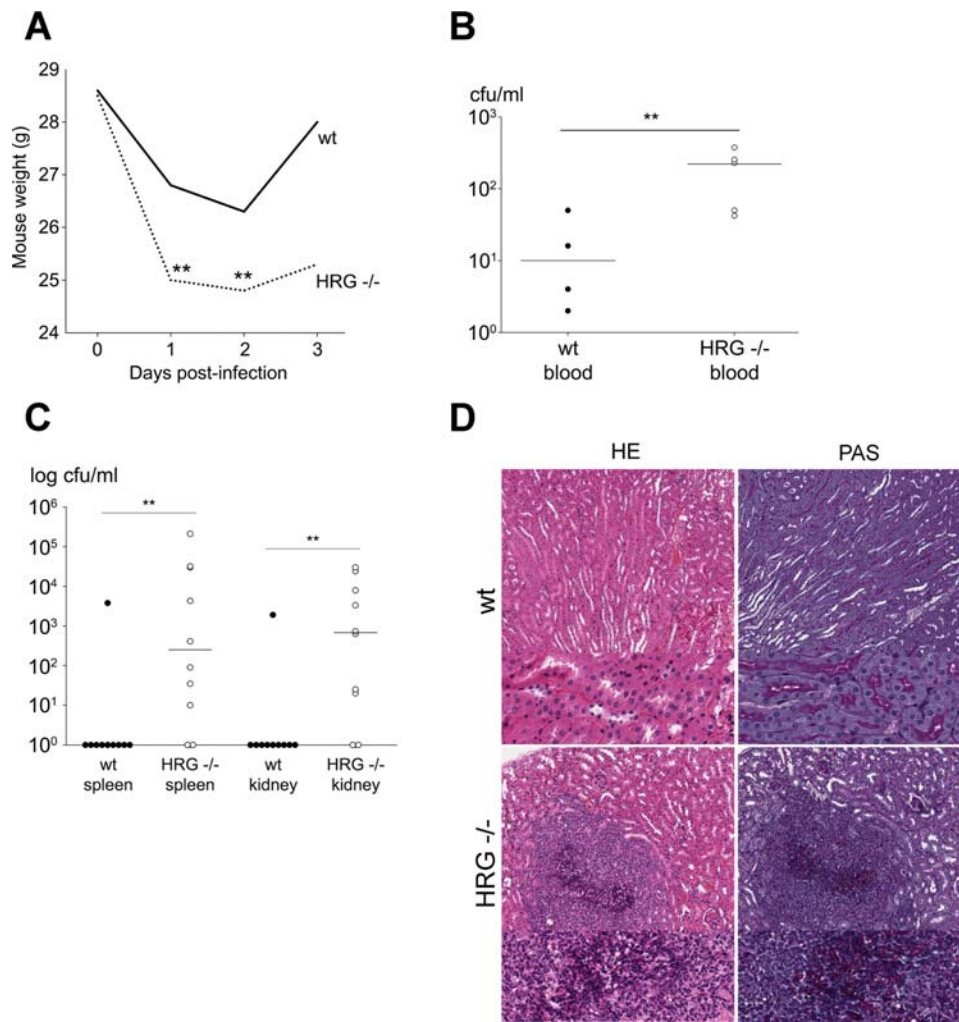 A
29
28
27
26
25
24
Mouse weight (g)
wt
**
**
HRG -/-
0 1 2 3
Days post-infection
B
cfu/ml
10³
10²
10¹
10⁰
**
wt
blood
HRG -/-
blood
C
log cfu/ml
10⁶
10⁵
10⁴
10³
10²
10¹
10⁰
**
**
wt
spleen
HRG -/-
spleen
wt
kidney
HRG -/-
kidney
D
HE PAS
wt
HRG -/-